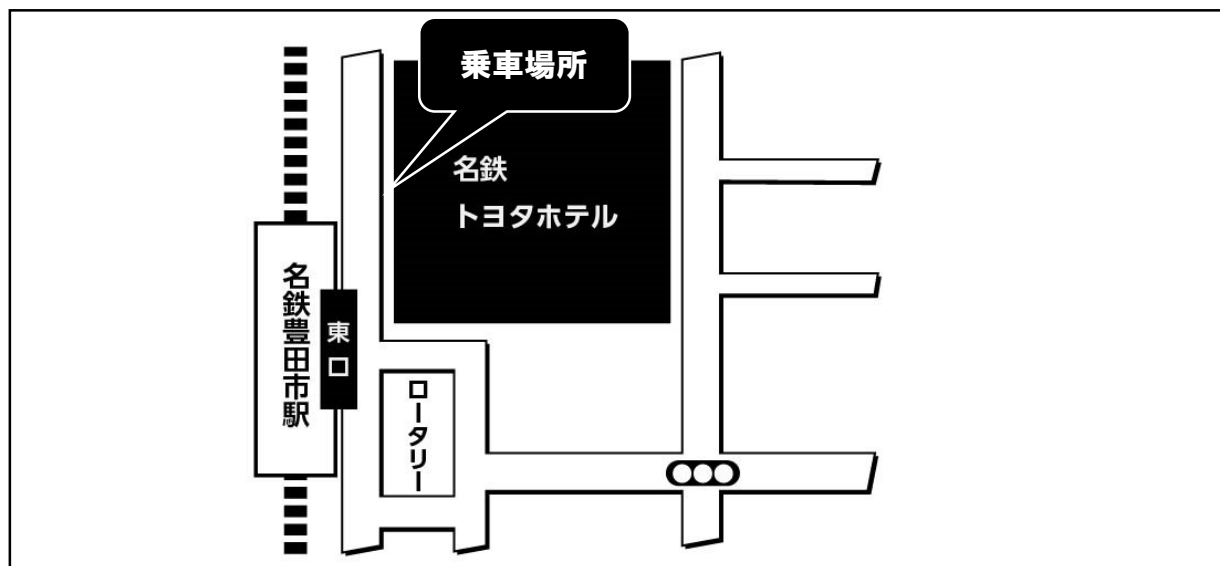 乗車場所
名鉄
トヨタホテル
名鉄豊田市駅
東口
ロータリー